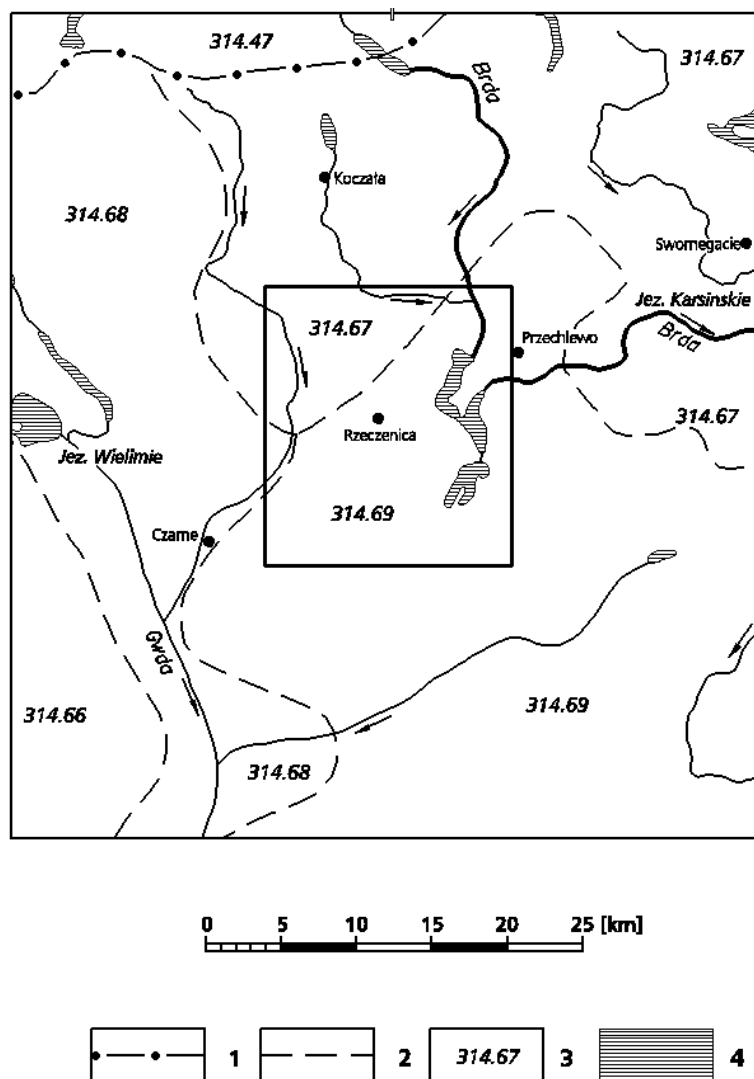 314.47
314.67
Brda
Koczała
314.68
Swornegacie
Jez. Karsinskie
314.67
Przechlewo
Brda
314.67
Rzeczenica
Jez. Wielimie
314.69
Czarne
Gwda
314.66
314.69
314.68
0 5 10 15 20 25 [km]
1 2 314.67 3 4